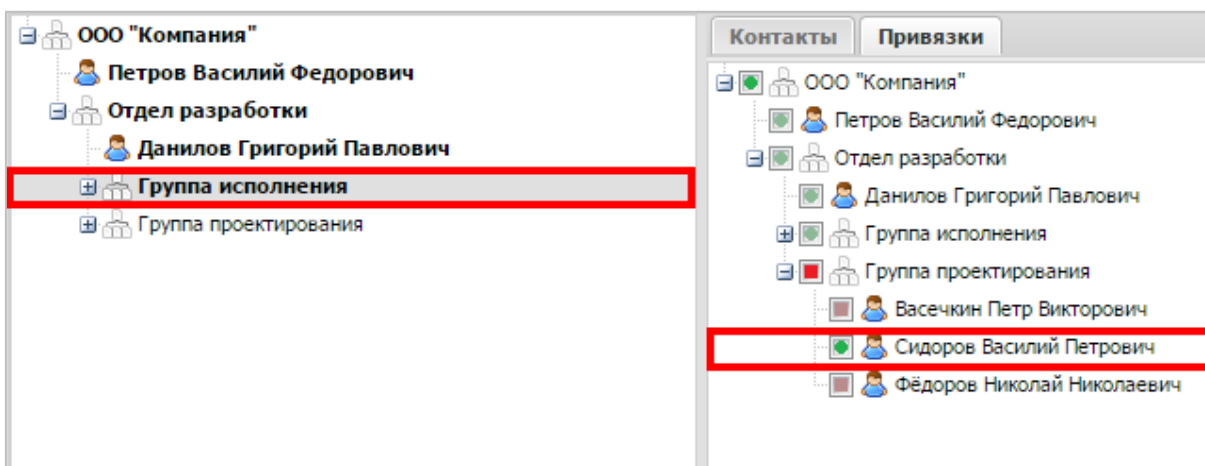 ООО "Компания"
Петров Василий Федорович
Отдел разработки
Данилов Григорий Павлович
Группа исполнения
Группа проектирования
Контакты Привязки
ООО "Компания"
Петров Василий Федорович
Отдел разработки
Данилов Григорий Павлович
Группа исполнения
Группа проектирования
Васечкин Петр Викторович
Сидоров Василий Петрович
Фёдоров Николай Николаевич